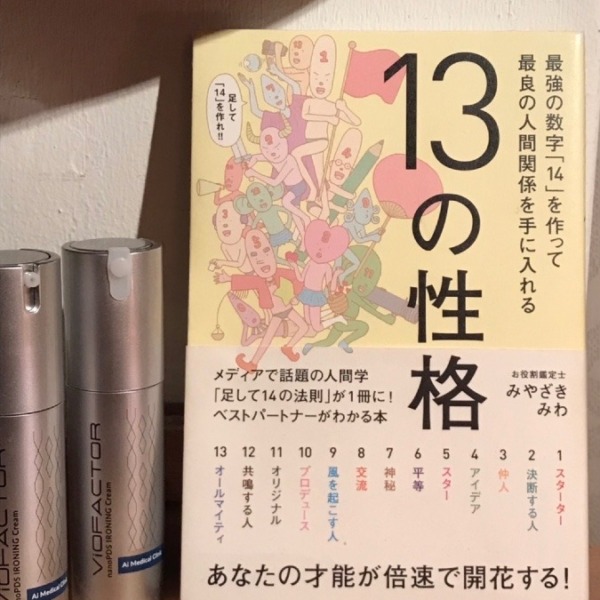 最強の数字「14」を作って
最良の人間関係を手に入れる
13の性格
足して
「14」を作れ!!
お役割鑑定士
みやざき
みわ
メディアで話題の人間学
「足して14の法則」が1冊に!
ベストパートナーがわかる本
1 スターター
2 決断する人
3 仲人
4 アイデア
5 スター
6 平等
7 神秘
8 交流
9 風を起こす人
10 プロデュース
11 オリジナル
12 共鳴する人
13 オールマイティ
あなたの才能が倍速で開花する!
VIOFACTOR
nanoPDS IRONING Cream
Ai Medical Clinic
VIOFACTOR
nanoPDS IRONING Cream
Ai Medical